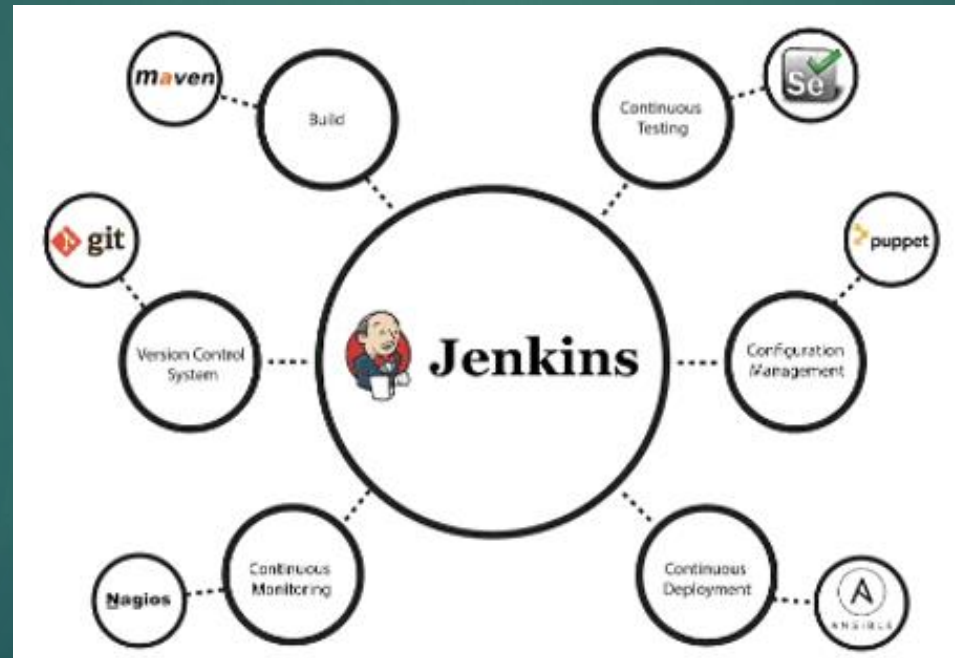 maven
Build
Continuous
Testing
Se
git
Version Control
System
Jenkins
Configuration
Management
puppet
Nagios
Continuous
Monitoring
Continuous
Deployment
A
ANSIBLE